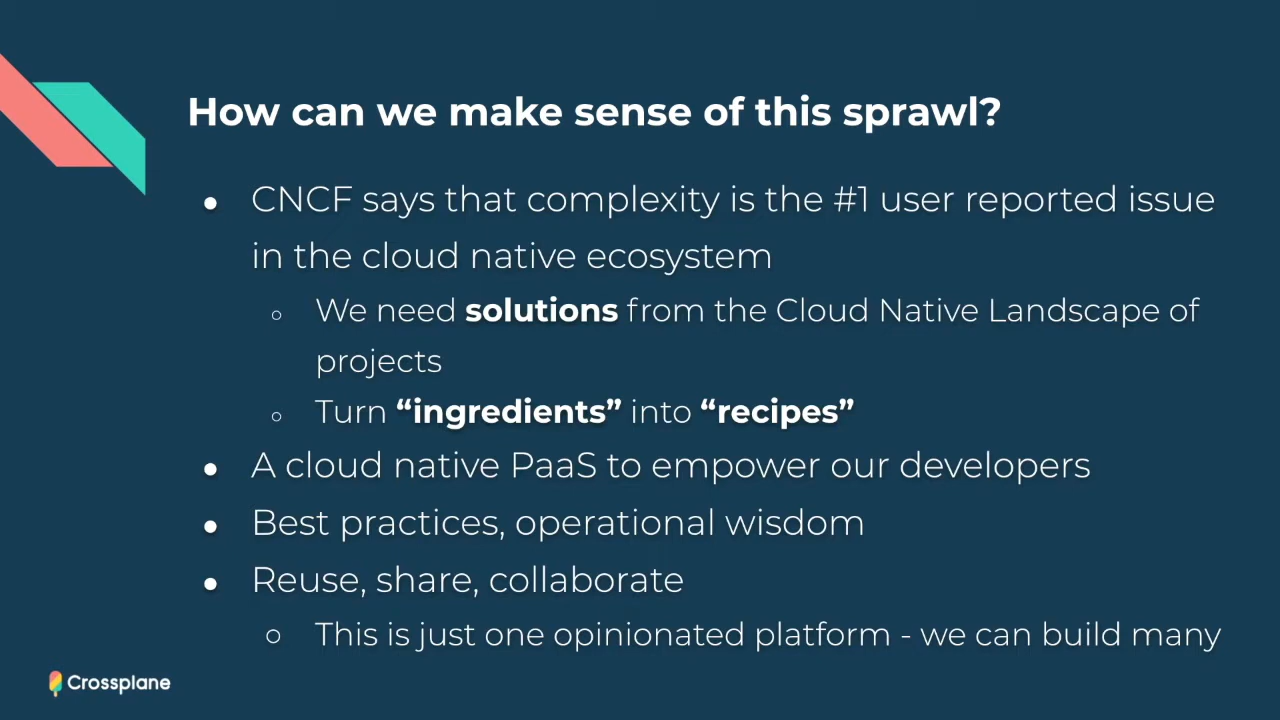 How can we make sense of this sprawl?
● CNCF says that complexity is the #1 user reported issue
in the cloud native ecosystem
○ We need solutions from the Cloud Native Landscape of
projects
○ Turn “ingredients” into “recipes”
● A cloud native PaaS to empower our developers
● Best practices, operational wisdom
● Reuse, share, collaborate
○ This is just one opinionated platform - we can build many
Crossplane